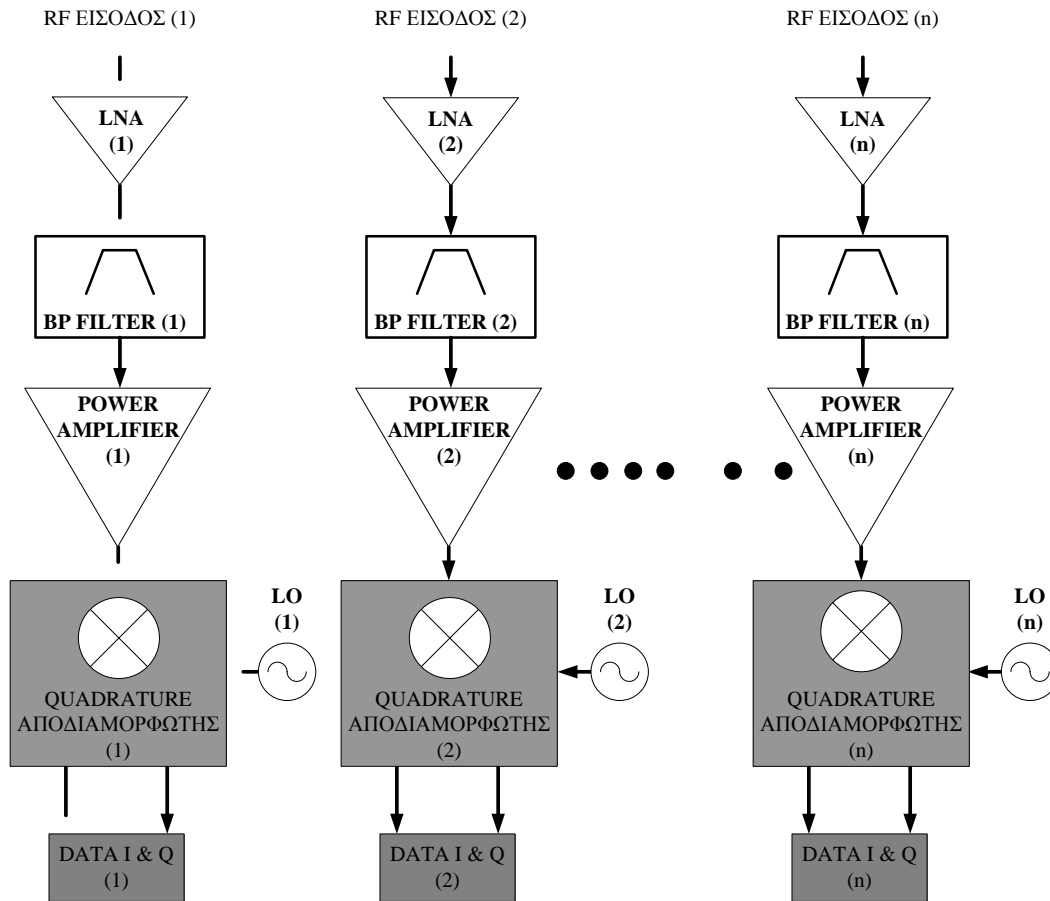 RF ΕΙΣΟΔΟΣ (1)
RF ΕΙΣΟΔΟΣ (2)
RF ΕΙΣΟΔΟΣ (n)
LNA
(1)
LNA
(2)
LNA
(n)
BP FILTER (1)
BP FILTER (2)
BP FILTER (n)
POWER
AMPLIFIER
(1)
POWER
AMPLIFIER
(2)
POWER
AMPLIFIER
(n)
LO
(1)
LO
(2)
LO
(n)
QUADRATURE
ΑΠΟΔΙΑΜΟΡΦΩΤΗΣ
(1)
QUADRATURE
ΑΠΟΔΙΑΜΟΡΦΩΤΗΣ
(2)
QUADRATURE
ΑΠΟΔΙΑΜΟΡΦΩΤΗΣ
(n)
DATA I & Q
(1)
DATA I & Q
(2)
DATA I & Q
(n)